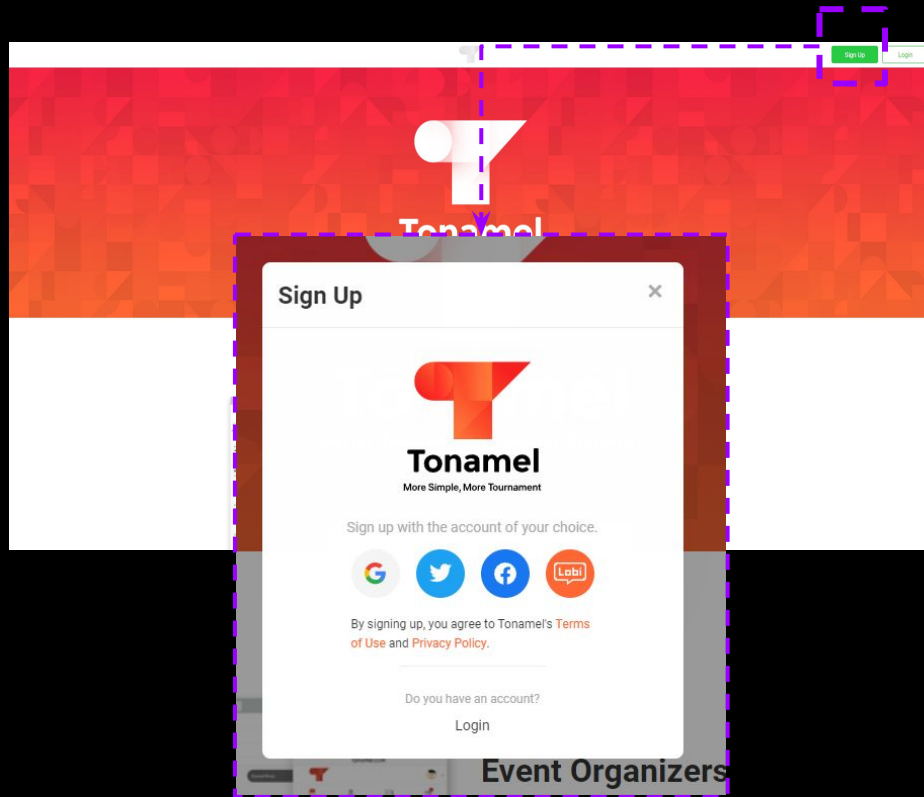 Sign Up
Login
Tonamel
Sign Up
×
Tonamel
More Simple, More Tournament
Sign up with the account of your choice.
Lobi
By signing up, you agree to Tonamel's Terms
of Use and Privacy Policy.
Do you have an account?
Login
Event Organizers